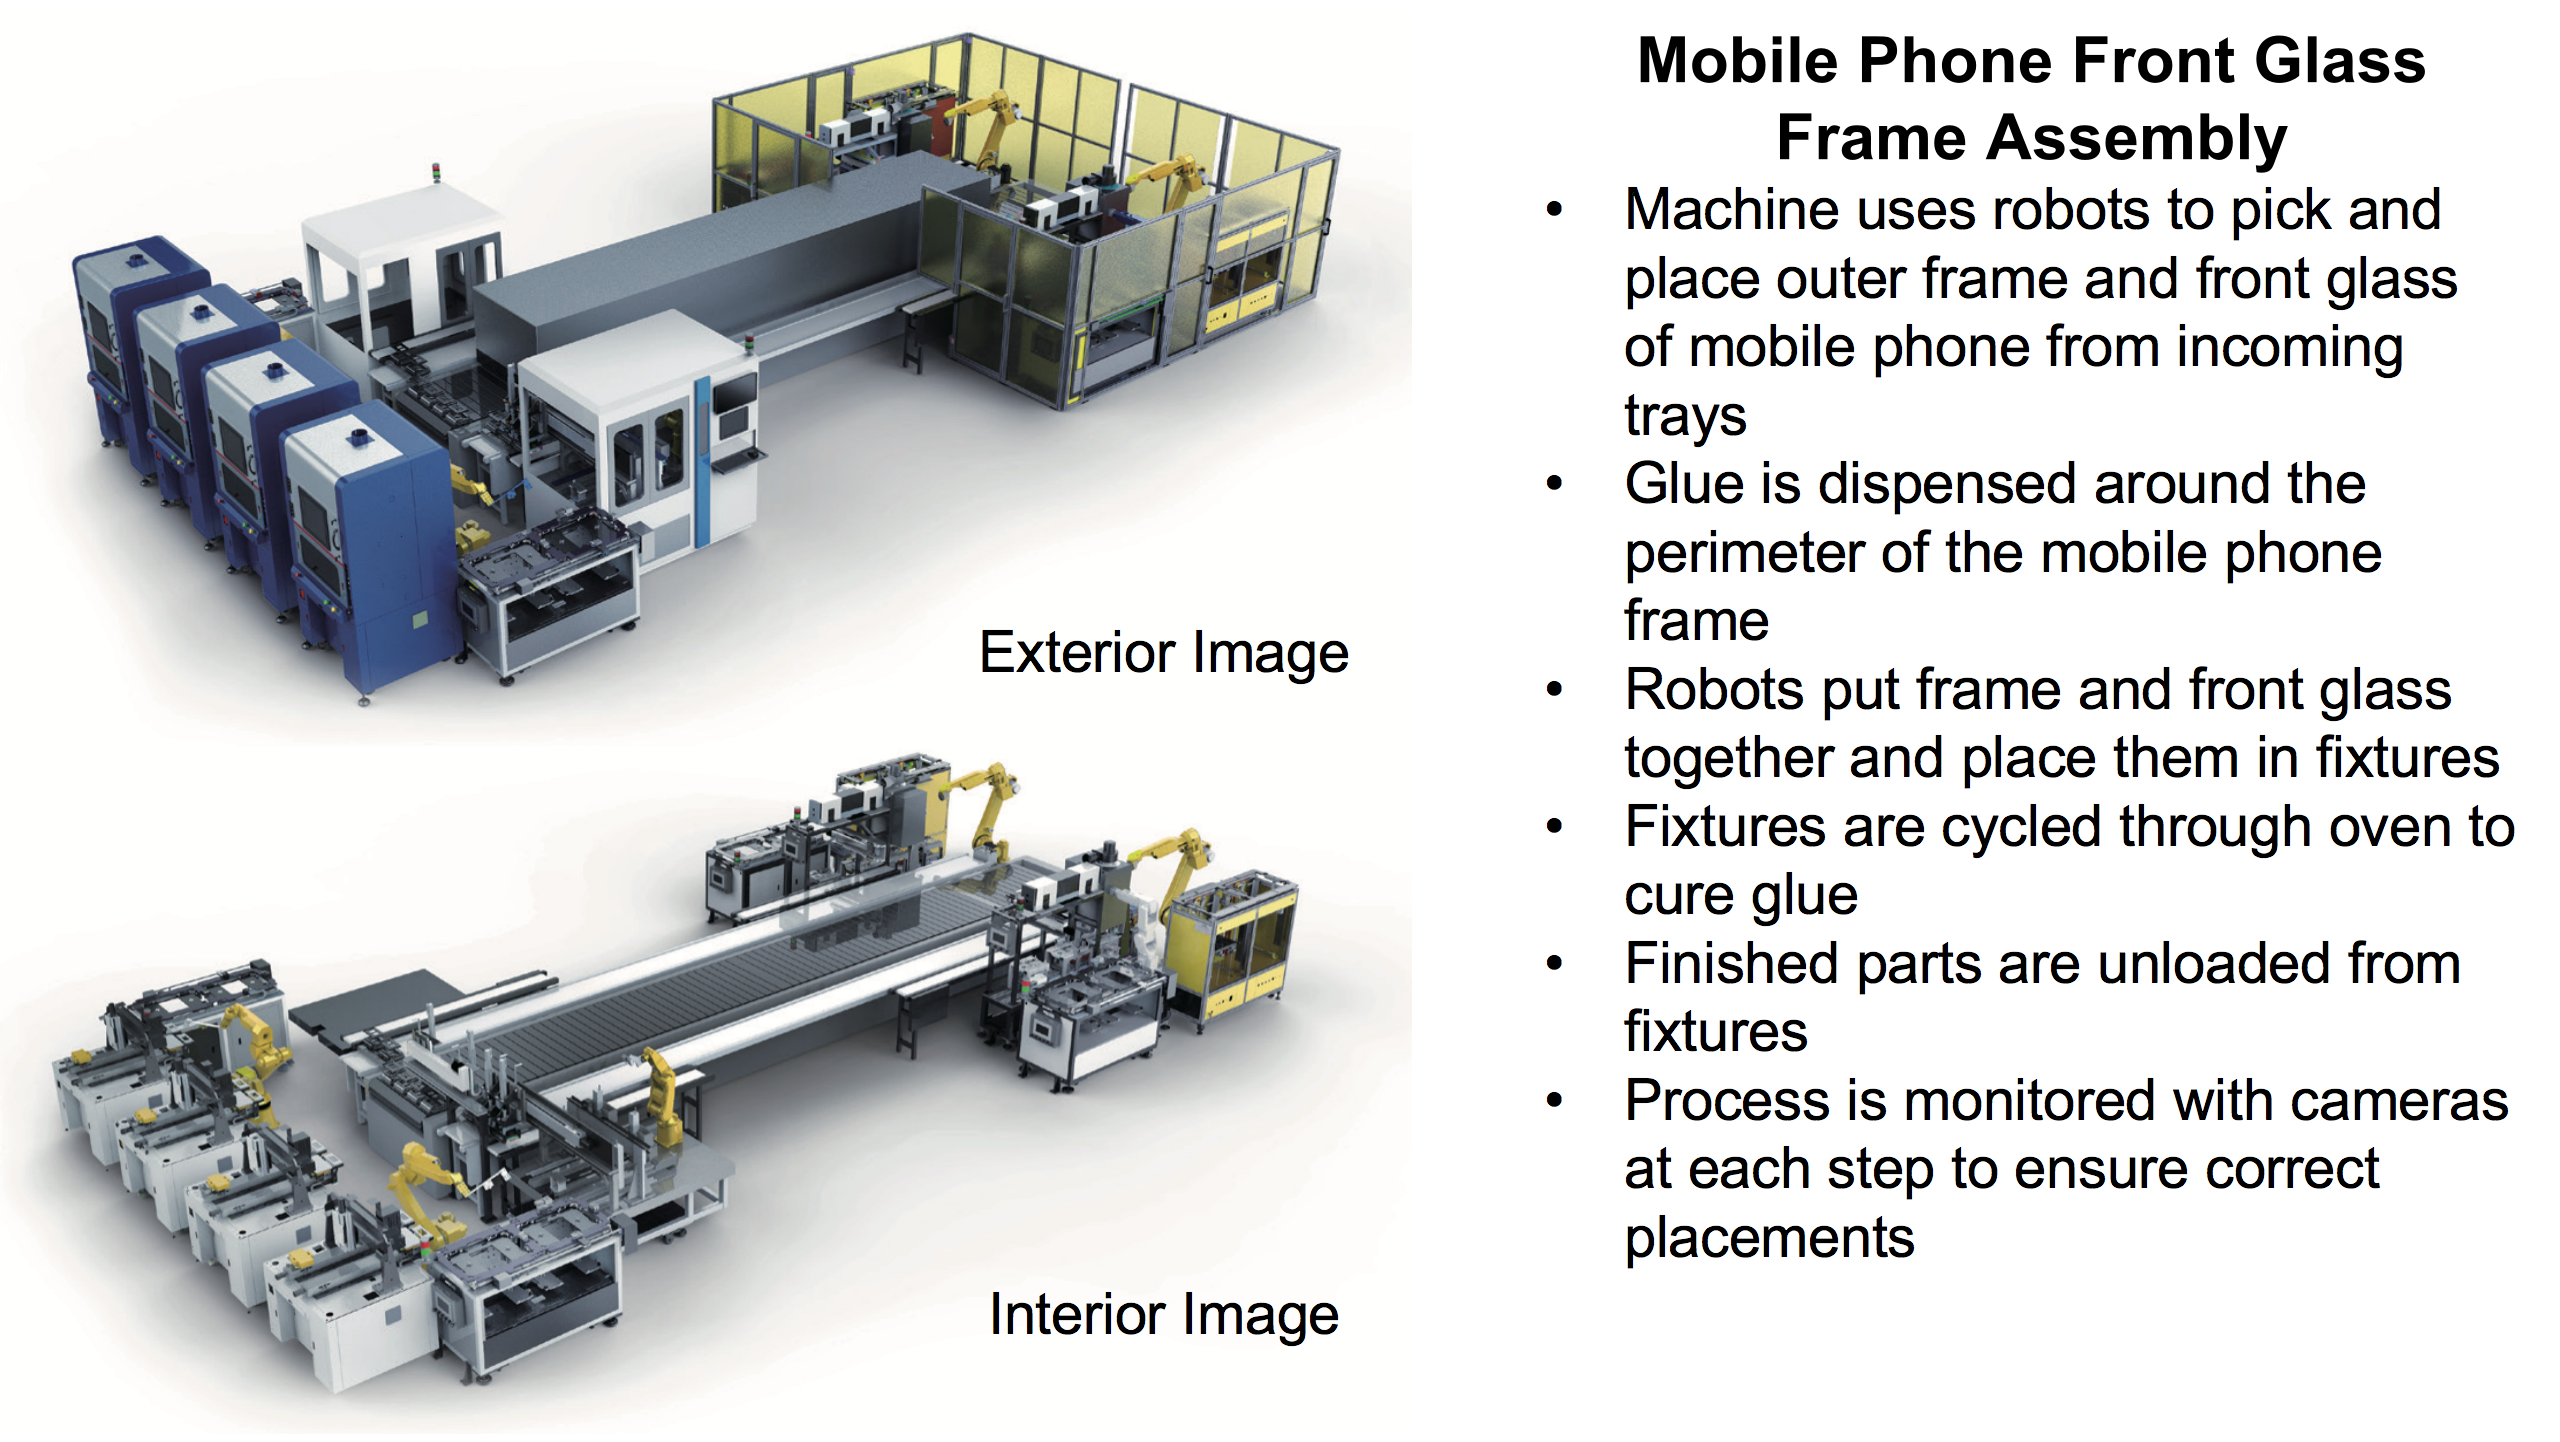 Mobile Phone Front Glass
Frame Assembly
• Machine uses robots to pick and
place outer frame and front glass
of mobile phone from incoming
trays
• Glue is dispensed around the
perimeter of the mobile phone
frame
• Robots put frame and front glass
together and place them in fixtures
• Fixtures are cycled through oven to
cure glue
• Finished parts are unloaded from
fixtures
• Process is monitored with cameras
at each step to ensure correct
placements
Exterior Image
Interior Image